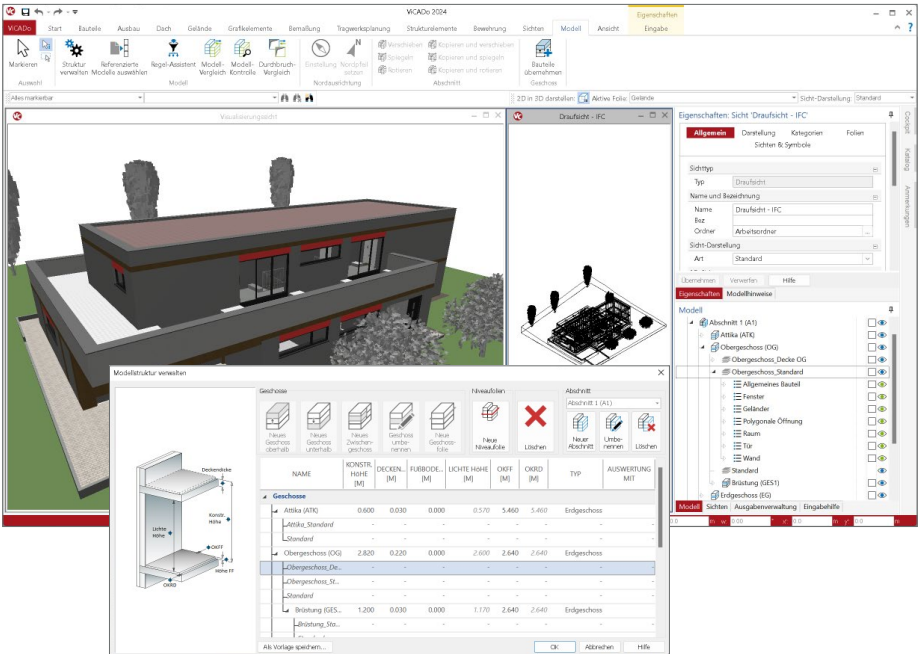 ViCADo 2024
Eigenschaften
ViCADo Start Bauteile Ausbau Dach Gelände Grafikelemente Bemaßung Tragwerksplanung Strukturelemente Bewehrung Sichten Modell Ansicht Eingabe
Markieren
Struktur verwalten
Referenzierte Modelle auswählen
Regel-Assistent
Modell-Vergleich
Modell-Kontrolle
Durchbruch-Vergleich
Einstellung
Nordpfeil setzen
Verschieben
Spiegeln
Rotieren
Kopieren und verschieben
Kopieren und spiegeln
Kopieren und rotieren
Bauteile übernehmen
Auswahl Modell Nordausrichtung Abschnitt Geschoss
Alles markierbar
2D in 3D darstellen: Aktive Folie: Gelände Sicht-Darstellung: Standard
Visualisierungssicht
Draufsicht - IFC
Eigenschaften: Sicht 'Draufsicht - IFC'
Allgemein Darstellung Kategorien Folien
Sichten & Symbole
Sichttyp
Typ Draufsicht
Name und Bezeichnung
Name Draufsicht - IFC
Bez
Ordner Arbeitsordner ...
Sicht-Darstellung
Art Standard
Übernehmen Verwerfen Hilfe
Eigenschaften Modellhinweise
Cockpit
Katalog
Anmerkungen
Modell
Abschnitt 1 (A1)
Attika (ATK)
Obergeschoss (OG)
Obergeschoss_Decke OG
Obergeschoss_Standard
Allgemeines Bauteil
Fenster
Geländer
Polygonale Öffnung
Raum
Tür
Wand
Standard
Brüstung (GES1)
Erdgeschoss (EG)
Modell Sichten Ausgabenverwaltung Eingabehilfe
0.0 m w 0.00 ° x' 0.0 m y' 0.0 m
Modellstruktur verwalten
Geschosse
Neues Geschoss oberhalb
Neues Geschoss unterhalb
Neues Zwischen-geschoss
Geschoss umbe-nennen
Neue Geschoss-folie
Niveaufolien
Neue Niveaufolie
Löschen
Abschnitt
Abschnitt 1 (A1)
Neuer Abschnitt
Umbe-nennen
Löschen
Deckendicke
Konstr. Höhe
Lichte Höhe
OKFF
Höhe FF
OKRD
NAME KONSTR. HÖHE [M] DECKEN... [M] FUẞBODE... [M] LICHTE HÖHE [M] OKFF [M] OKRD [M] TYP AUSWERTUNG MIT
Geschosse
Attika (ATK) 0.600 0.030 0.000 0.570 5.460 5.460 Erdgeschoss
Attika_Standard - - - - - - - -
Standard - - - - - - - -
Obergeschoss (OG) 2.820 0.220 0.000 2.600 2.640 2.640 Erdgeschoss
Obergeschoss_De... - - - - - - - -
Obergeschoss_St... - - - - - - - -
Standard - - - - - - - -
Brüstung (GES... 1.200 0.030 0.000 1.170 2.640 2.640 Erdgeschoss
Brüstung_Sta... - - - - - - - -
Als Vorlage speichern...
OK Abbrechen Hilfe